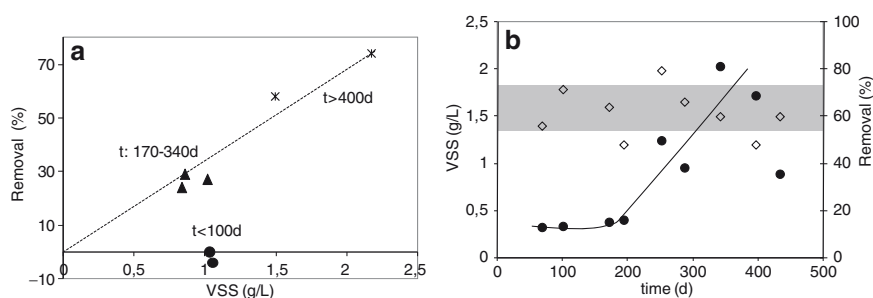 a
70
50
30
10
−10
Removal (%)
t>400d
t: 170-340d
t<100d
0
0,5
1
1,5
2
2,5
VSS (g/L)
b
2,5
2
1,5
1
0,5
0
VSS (g/L)
100
80
60
40
20
0
Removal (%)
0
100
200
300
400
500
time (d)